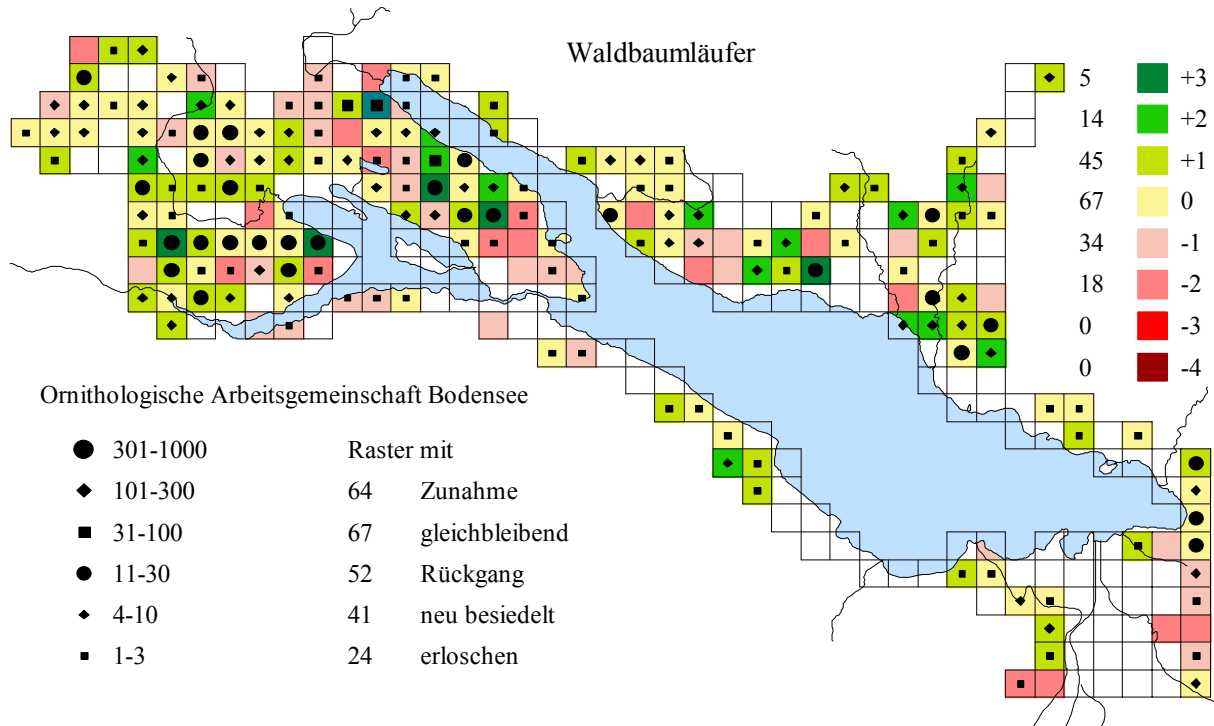 Waldbaumläufer
5 +3
14 +2
45 +1
67 0
34 -1
18 -2
0 -3
0 -4
Ornithologische Arbeitsgemeinschaft Bodensee
301-1000 Raster mit
101-300 64 Zunahme
31-100 67 gleichbleibend
11-30 52 Rückgang
4-10 41 neu besiedelt
1-3 24 erloschen